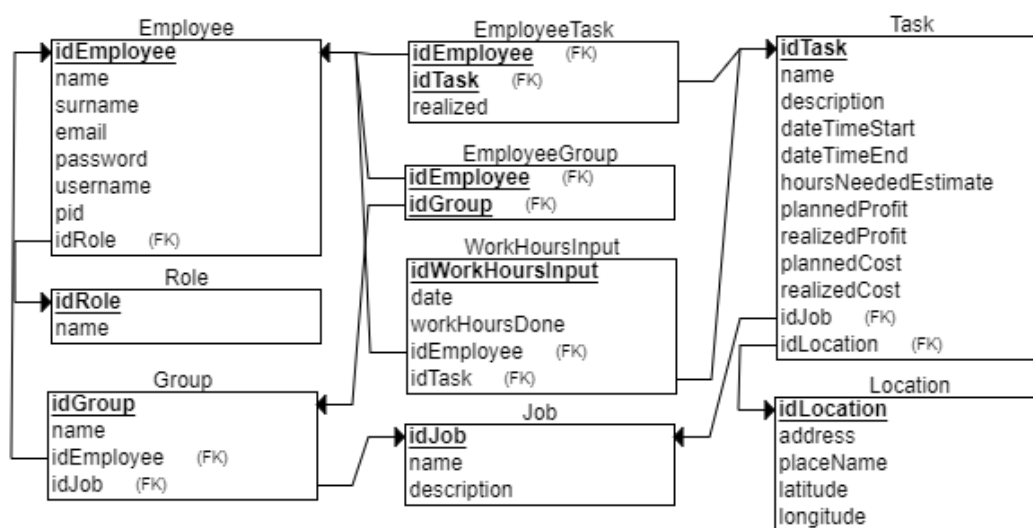 Employee
idEmployee
name
surname
email
password
username
pid
idRole (FK)
Role
idRole
name
Group
idGroup
name
idEmployee (FK)
idJob (FK)
EmployeeTask
idEmployee (FK)
idTask (FK)
realized
EmployeeGroup
idEmployee (FK)
idGroup (FK)
WorkHoursInput
idWorkHoursInput
date
workHoursDone
idEmployee (FK)
idTask (FK)
Job
idJob
name
description
Task
idTask
name
description
dateTimeStart
dateTimeEnd
hoursNeededEstimate
plannedProfit
realizedProfit
plannedCost
realizedCost
idJob (FK)
idLocation (FK)
Location
idLocation
address
placeName
latitude
longitude